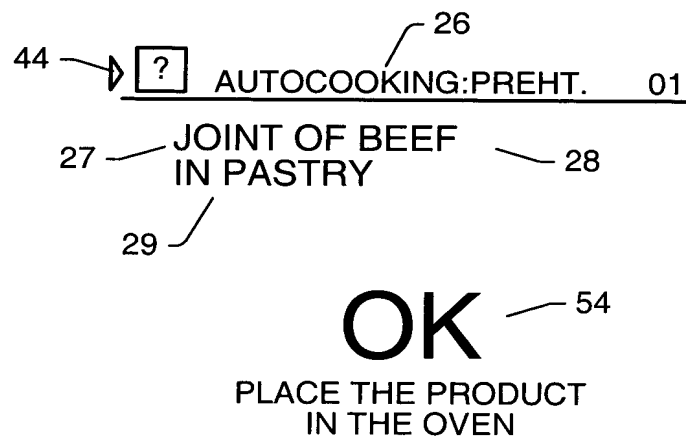 26
44 ? AUTOCOOKING:PREHT. 01
27 JOINT OF BEEF 28
IN PASTRY
29
OK 54
PLACE THE PRODUCT
IN THE OVEN